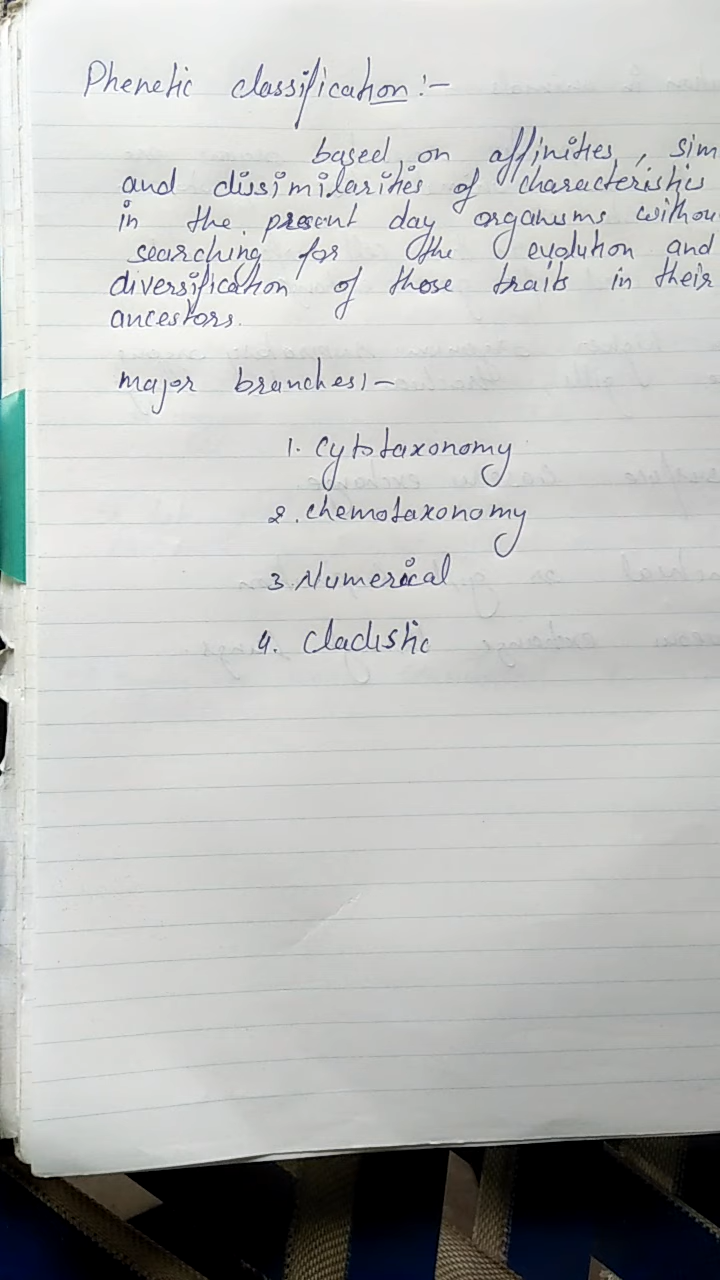 Phenetic classification :-
based on affinities, sim
and dissimilarities of characteristics
in the present day organisms withou
searching for the evolution and
diversification of those traits in their
ancestors.
major branches :-
1. cytotaxonomy
2. chemotaxonomy
3. Numerical
4. cladistic